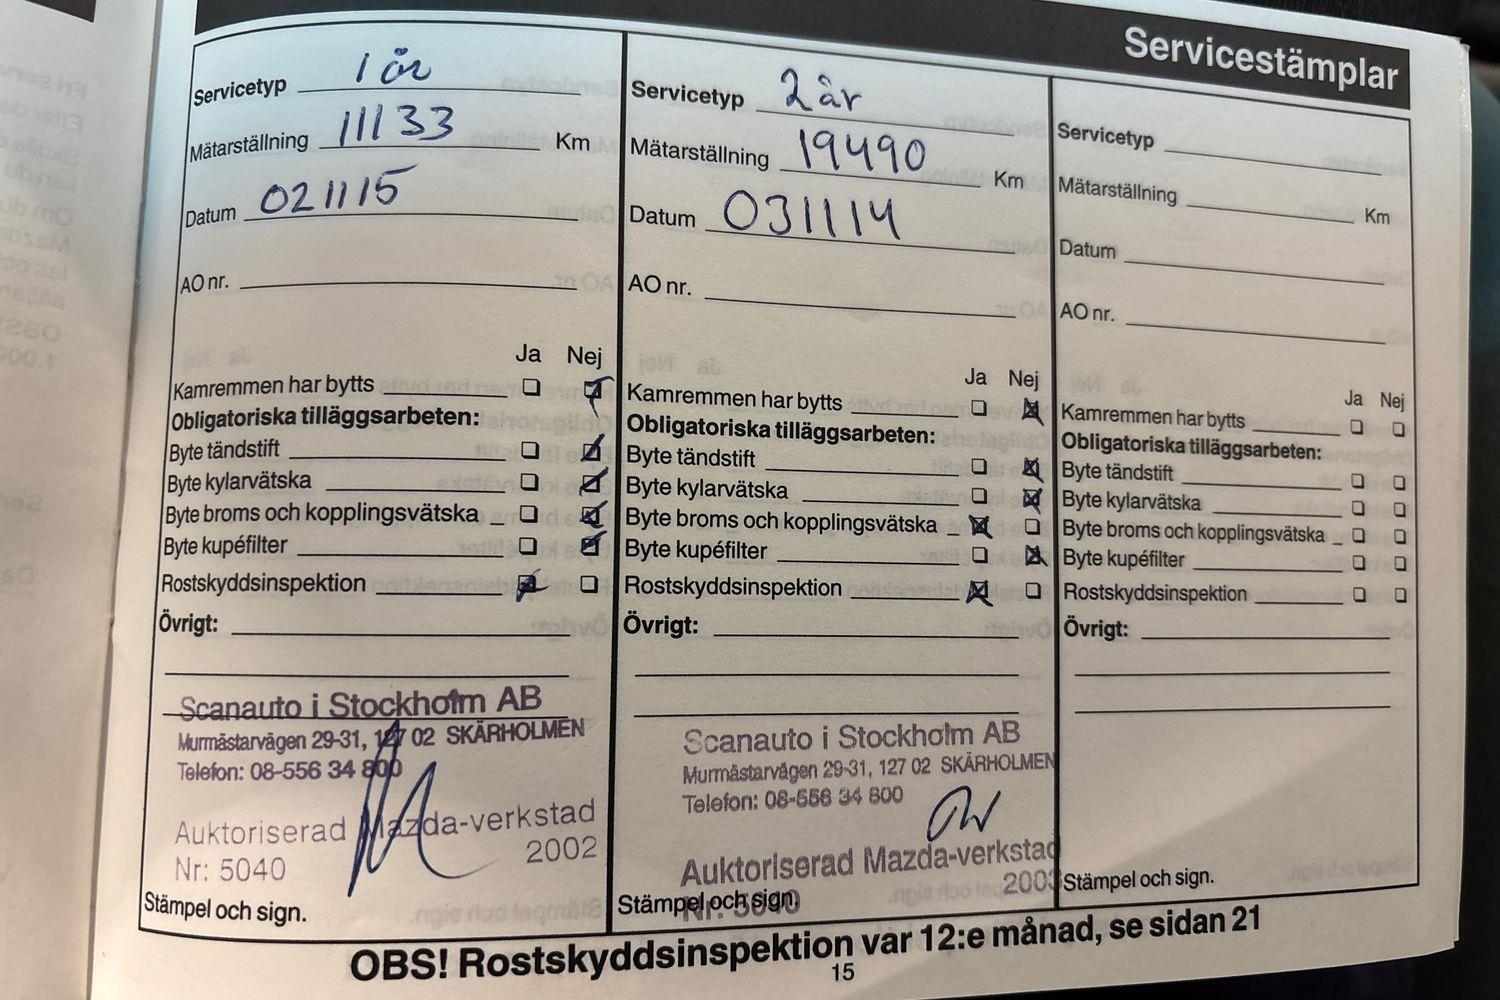 Servicestämplar
Servicetyp 1 år
Mätarställning 11133 Km
Datum 021115
AO nr.
Ja Nej
Kamremmen har bytts
Obligatoriska tilläggsarbeten:
Byte tändstift
Byte kylarvätska
Byte broms och kopplingsvätska
Byte kupéfilter
Rostskyddsinspektion
Övrigt:
Scanauto i Stockholm AB
Murmästarvägen 29-31, 127 02 SKÄRHOLMEN
Telefon: 08-556 34 800
Auktoriserad Mazda-verkstad
Nr: 5040 2002
Stämpel och sign.
Servicetyp 2 år
Mätarställning 19490 Km
Datum 031114
AO nr.
Ja Nej
Kamremmen har bytts
Obligatoriska tilläggsarbeten:
Byte tändstift
Byte kylarvätska
Byte broms och kopplingsvätska
Byte kupéfilter
Rostskyddsinspektion
Övrigt:
Scanauto i Stockholm AB
Murmästarvägen 29-31, 127 02 SKÄRHOLMEN
Telefon: 08-556 34 800
Auktoriserad Mazda-verkstad
2003
Nr: 5040
Stämpel och sign.
Servicetyp
Mätarställning Km
Datum
AO nr.
Ja Nej
Kamremmen har bytts
Obligatoriska tilläggsarbeten:
Byte tändstift
Byte kylarvätska
Byte broms och kopplingsvätska
Byte kupéfilter
Rostskyddsinspektion
Övrigt:
Stämpel och sign.
OBS! Rostskyddsinspektion var 12:e månad, se sidan 21
15